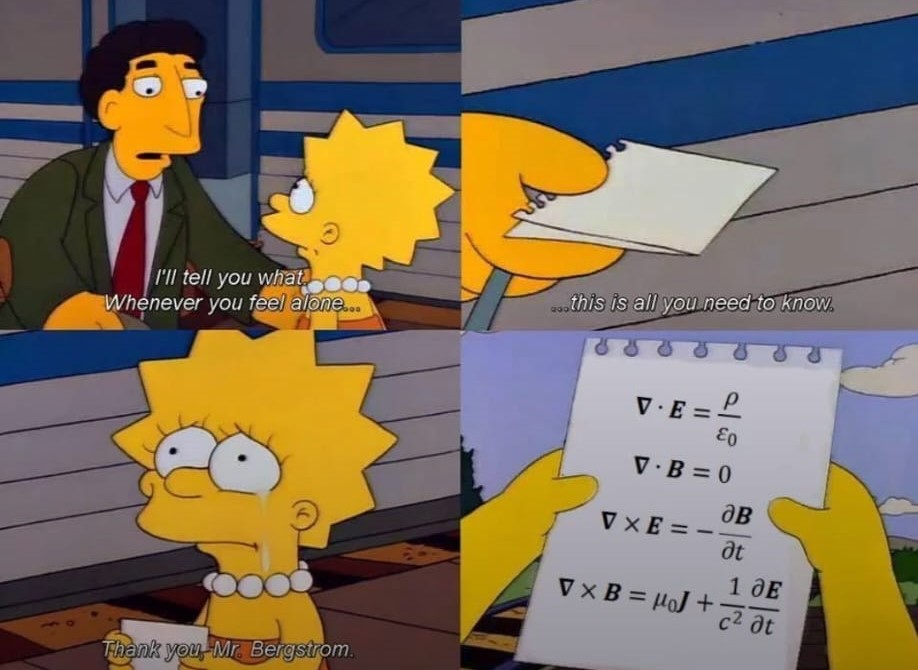 I'll tell you what.
Whenever you feel alone...
...this is all you need to know.
Thank you, Mr. Bergstrom.
∇ · E = ρ/ε₀
∇ · B = 0
∇ × E = −∂B/∂t
∇ × B = μ₀J + 1/c² ∂E/∂t